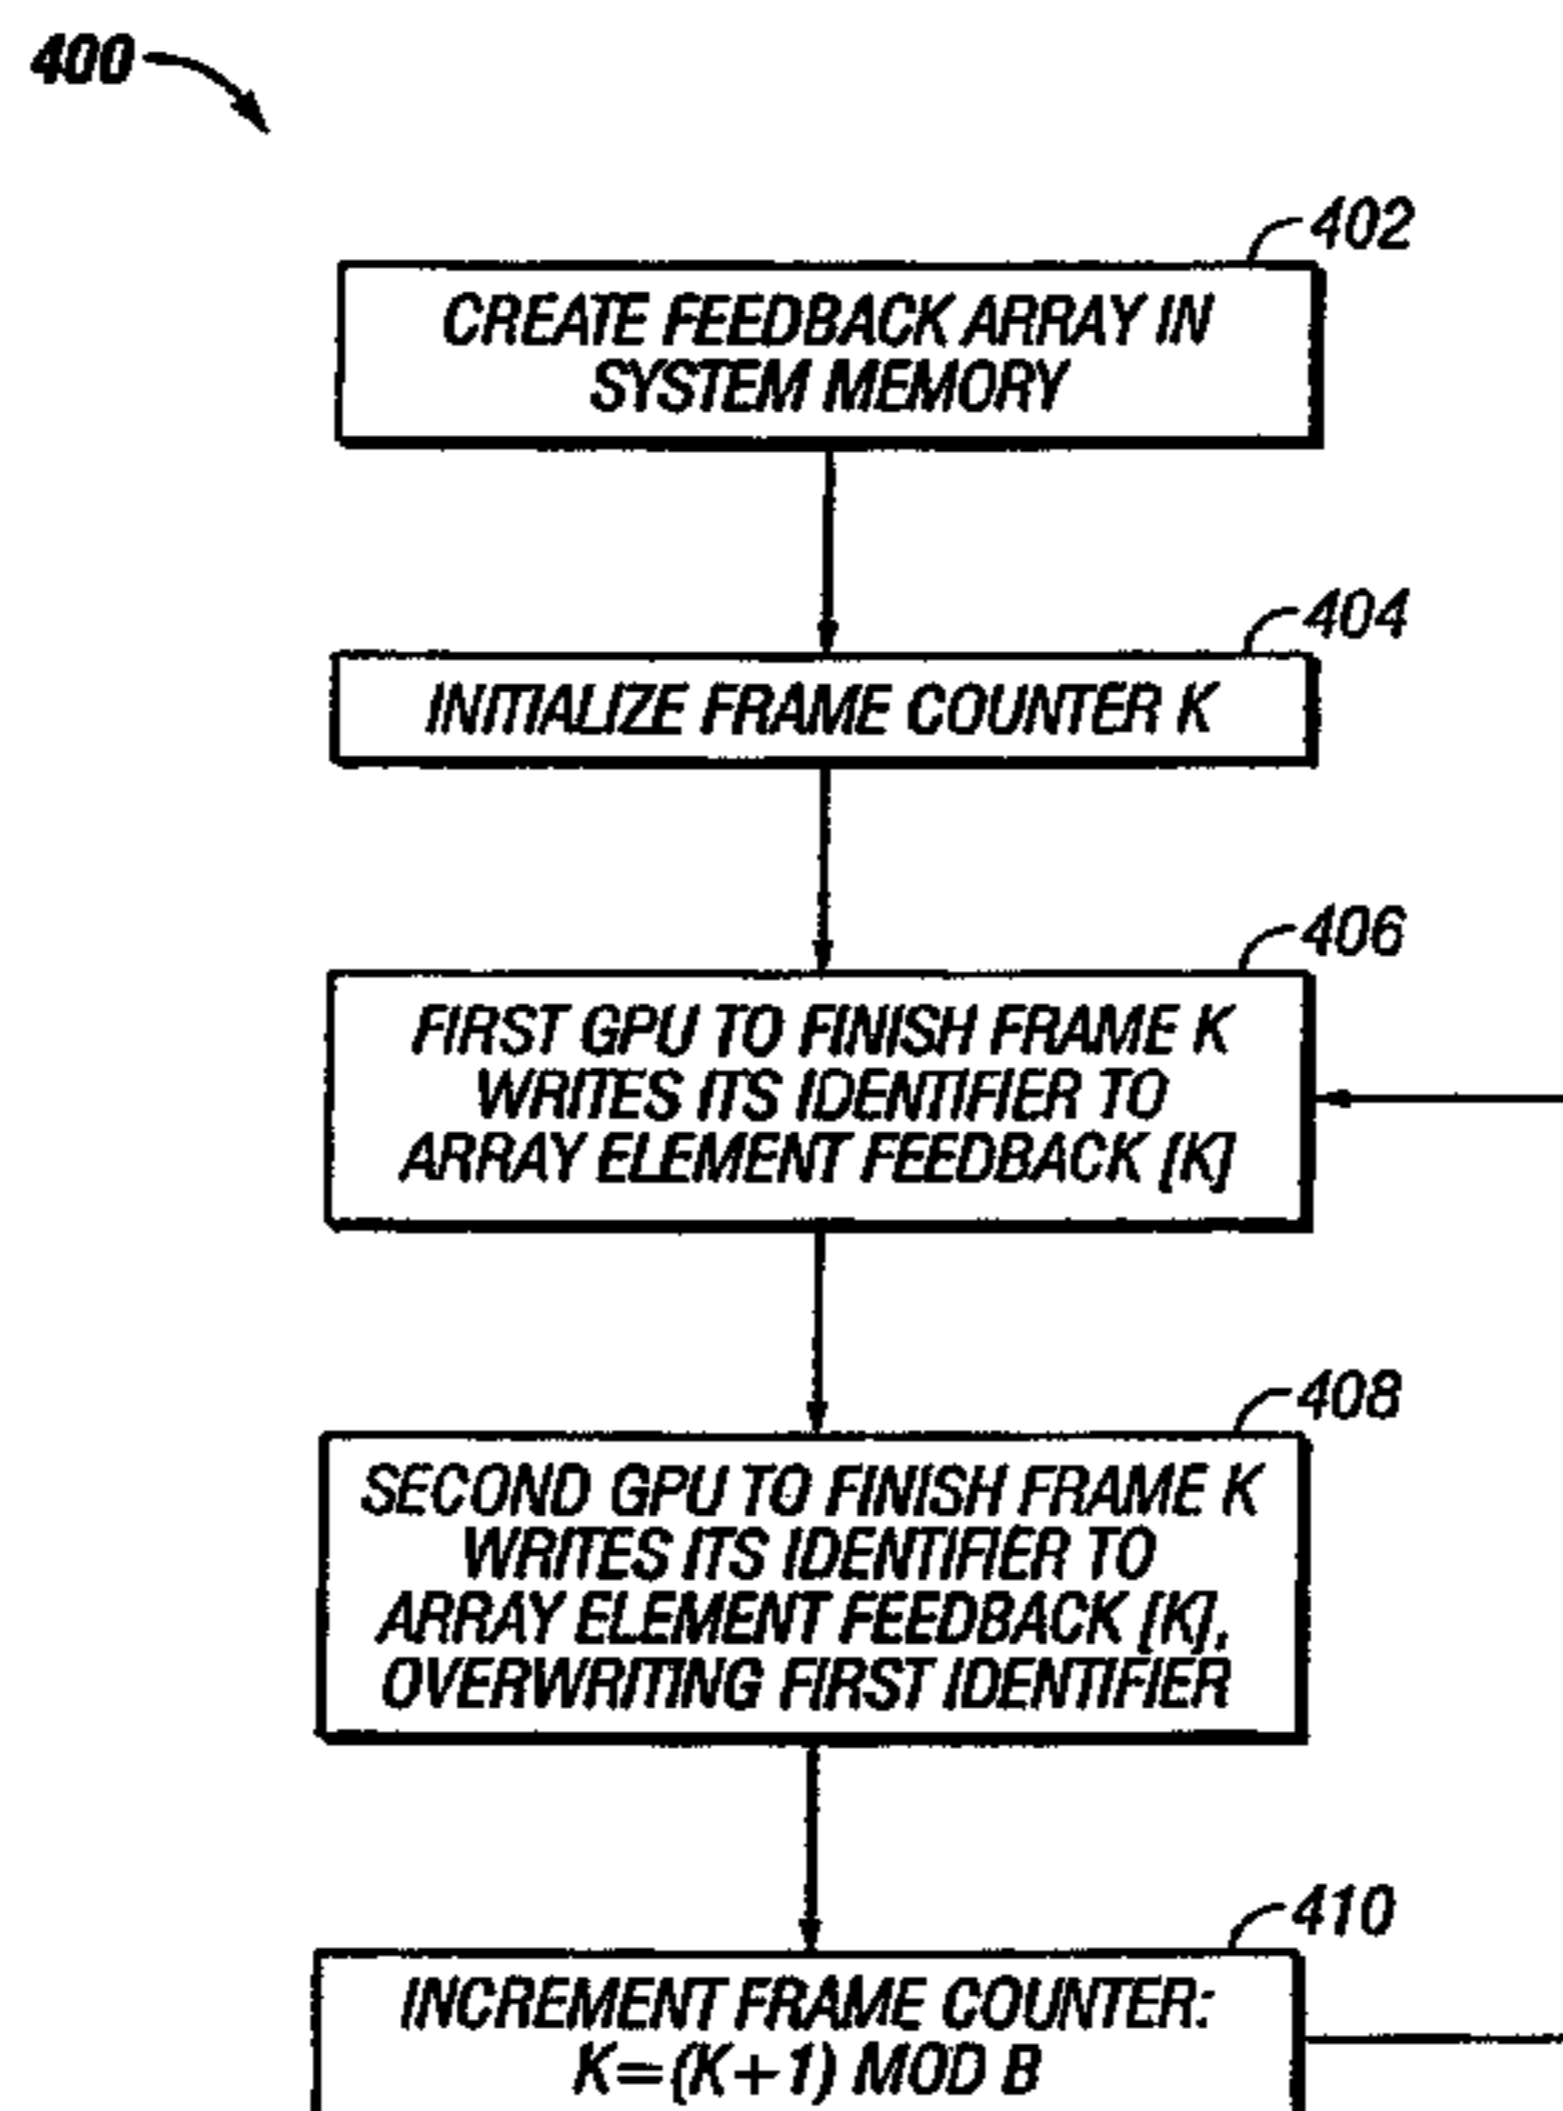 400
402
CREATE FEEDBACK ARRAY IN
SYSTEM MEMORY
404
INITIALIZE FRAME COUNTER K
406
FIRST GPU TO FINISH FRAME K
WRITES ITS IDENTIFIER TO
ARRAY ELEMENT FEEDBACK [K]
408
SECOND GPU TO FINISH FRAME K
WRITES ITS IDENTIFIER TO
ARRAY ELEMENT FEEDBACK [K],
OVERWRITING FIRST IDENTIFIER
410
INCREMENT FRAME COUNTER:
K=(K+1) MOD B